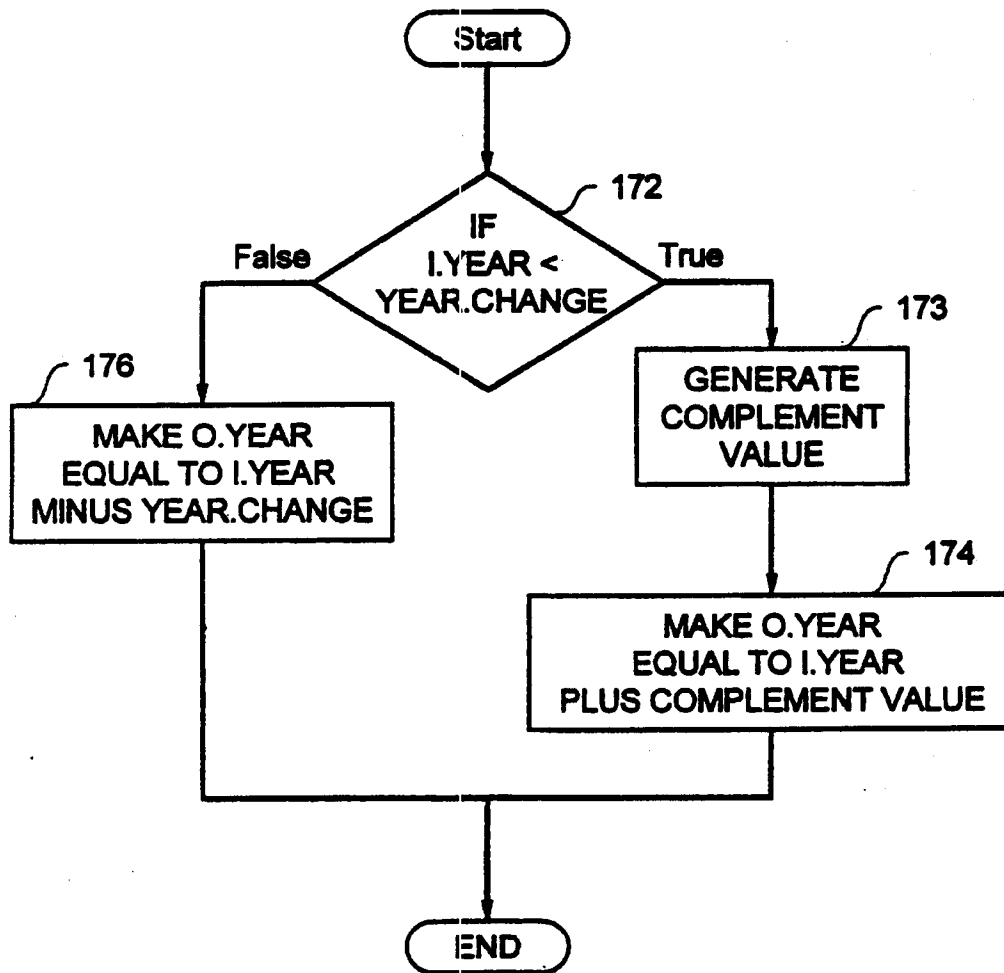 Start
172
IF
I.YEAR <
YEAR.CHANGE
False
True
173
GENERATE
COMPLEMENT
VALUE
176
MAKE O.YEAR
EQUAL TO I.YEAR
MINUS YEAR.CHANGE
174
MAKE O.YEAR
EQUAL TO I.YEAR
PLUS COMPLEMENT VALUE
END